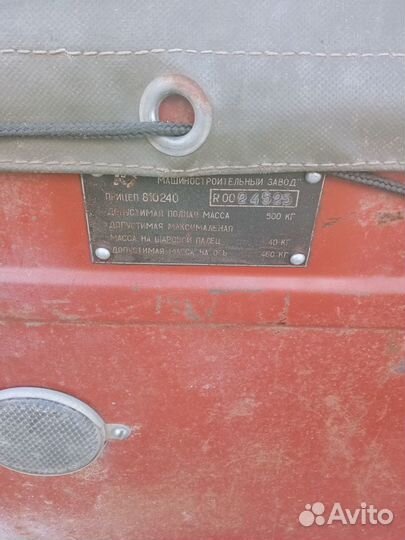 МАШИНОСТРОИТЕЛЬНЫЙ ЗАВОД"
ПРИЦЕП 810240 R 00
ДОПУСТИМАЯ ПОЛНАЯ МАССА 500 КГ
ДОПУСТИМАЯ МАКСИМАЛЬНАЯ
МАССА НА ШАРОВОЙ ПАЛЕЦ 40 КГ
ДОПУСТИМАЯ МАССА НА ОСЬ 460 КГ
Avito